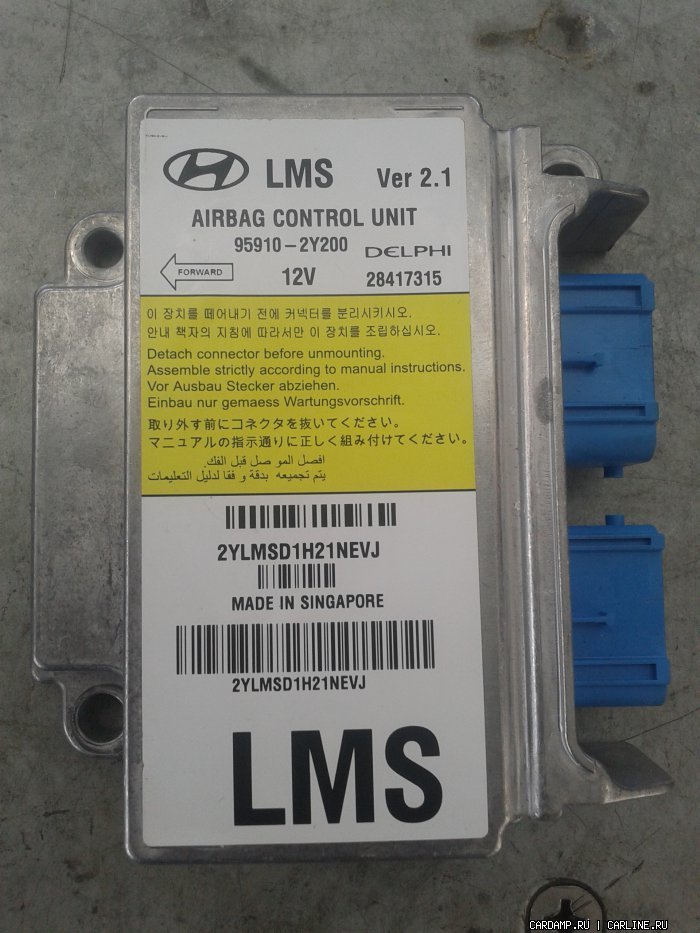 LMS Ver 2.1
AIRBAG CONTROL UNIT
95910-2Y200 DELPHI
FORWARD 12V 28417315
이 장치를 떼어내기 전에 커넥터를 분리시키시오.
안내 책자의 지침에 따라서만 이 장치를 조립하십시오.
Detach connector before unmounting.
Assemble strictly according to manual instructions.
Vor Ausbau Stecker abziehen.
Einbau nur gemaess Wartungsvorschrift.
取り外す前にコネクタを抜いてください。
マニュアルの指示通りに正しく組み付けてください。
افصل المو صل قبل الفك.
يتم تجميعه بدقة و فقا لدليل التعليمات
2YLMSD1H21NEVJ
MADE IN SINGAPORE
2YLMSD1H21NEVJ
LMS
CARDAMP.RU | CARLINE.RU